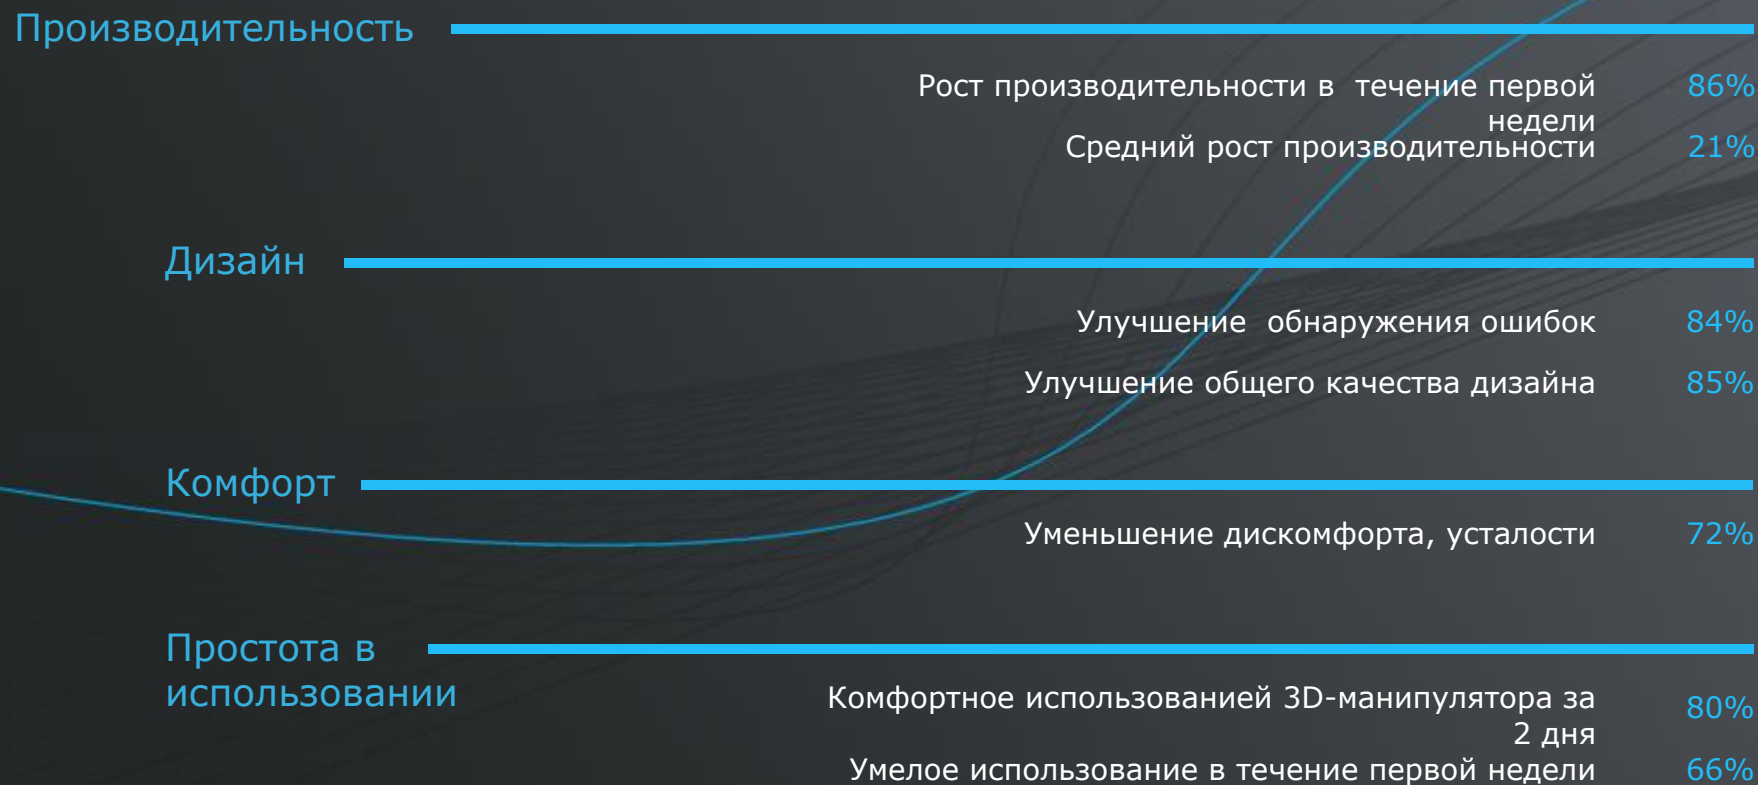 Производительность
Рост производительности в течение первой 86%
недели
Средний рост производительности 21%
Дизайн
Улучшение обнаружения ошибок 84%
Улучшение общего качества дизайна 85%
Комфорт
Уменьшение дискомфорта, усталости 72%
Простота в
использовании
Комфортное использованией 3D-манипулятора за 80%
2 дня
Умелое использование в течение первой недели 66%